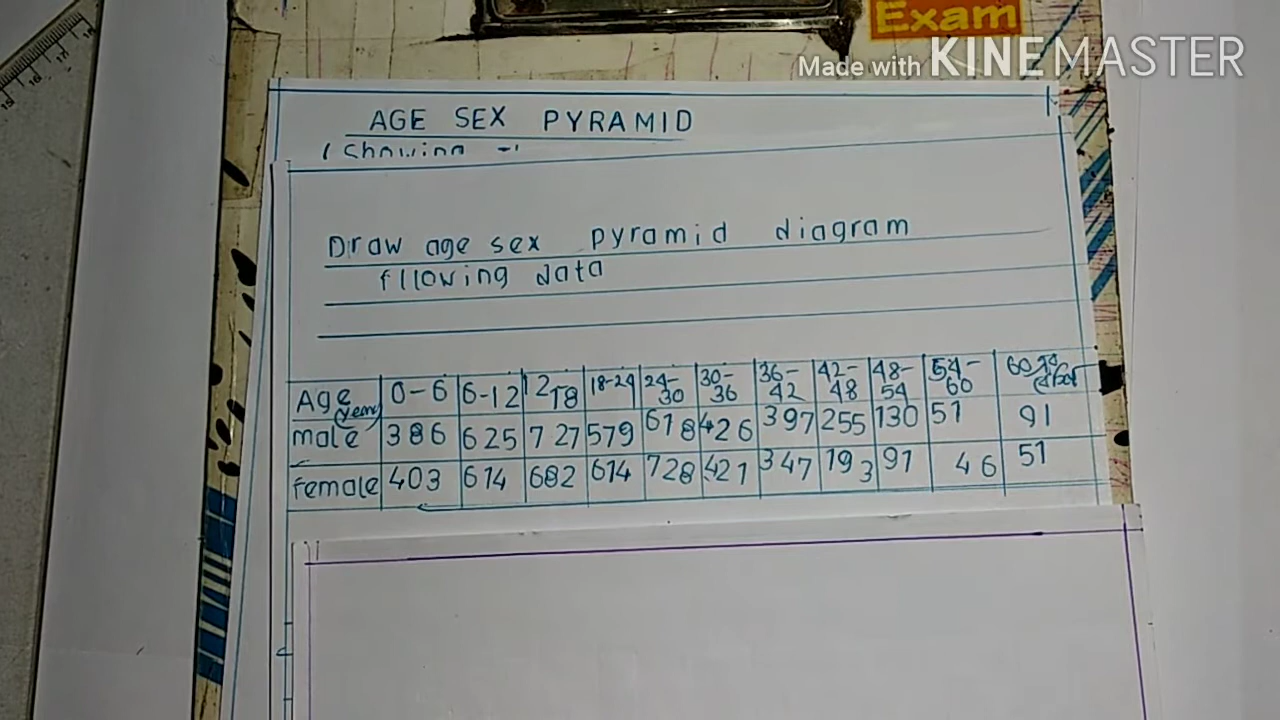 Exam
Made with KINEMASTER
AGE SEX PYRAMID
(Showing
Draw age sex pyramid diagram
fllowing data
Age (year) 0-6 6-12 12-18 18-24 24-30 30-36 36-42 42-48 48-54 54-60 60
male 386 625 727 579 618 426 397 255 130 51 91
female 403 614 682 614 728 421 347 193 91 46 51